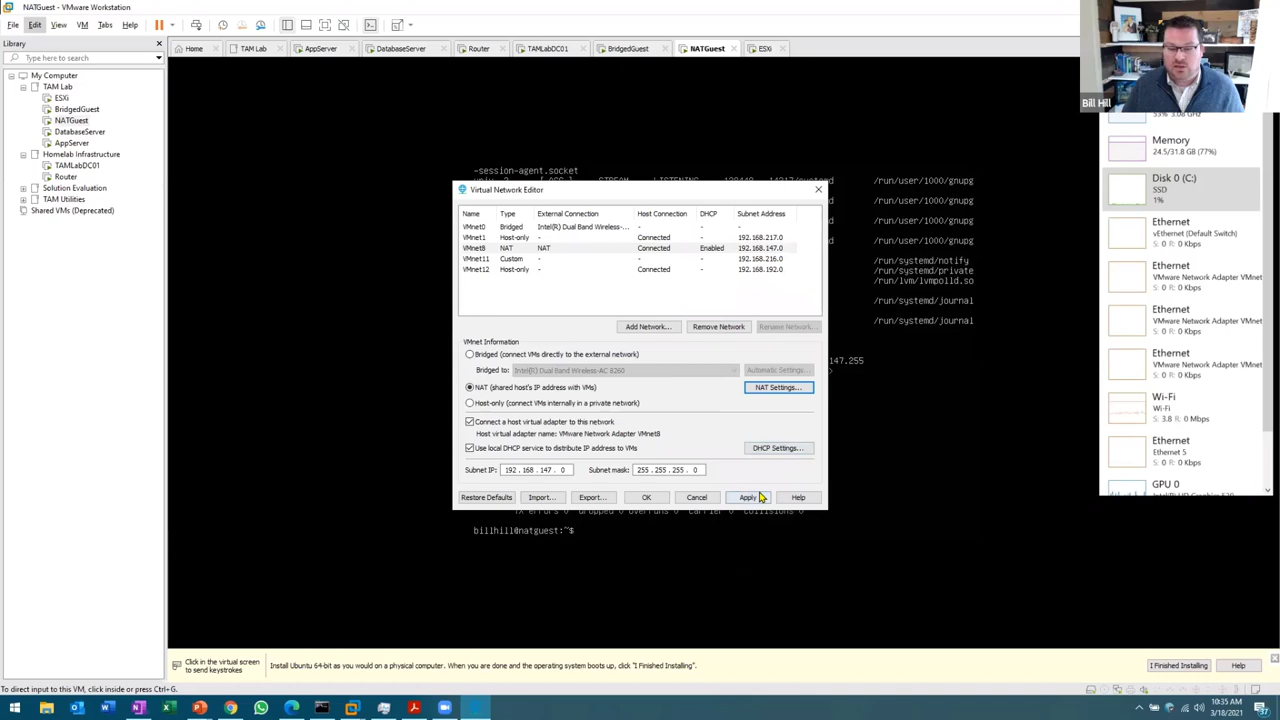 NATGuest - VMware Workstation
File Edit View VM Tabs Help
Library
Type here to search
My Computer
TAM Lab
ESXi
BridgedGuest
NATGuest
DatabaseServer
AppServer
Homelab Infrastructure
TAMLabDC01
Router
Solution Evaluation
TAM Utilities
Shared VMs (Deprecated)
Home TAM Lab AppServer DatabaseServer Router TAMLabDC01 BridgedGuest NATGuest ESXi
-session-agent.socket
/run/user/1000/gnupg
/run/user/1000/gnupg
/run/user/1000/gnupg
/run/user/1000/gnupg
/run/systemd/notify
/run/systemd/private
/run/lvm/lvmpolld.so
/run/systemd/journal
/run/systemd/journal
147.255
billhill@natguest:~$
Virtual Network Editor
Name Type External Connection Host Connection DHCP Subnet Address
VMnet0 Bridged Intel(R) Dual Band Wireless-... - - -
VMnet1 Host-only - Connected - 192.168.217.0
VMnet8 NAT NAT Connected Enabled 192.168.147.0
VMnet11 Custom - - - 192.168.216.0
VMnet12 Host-only - Connected - 192.168.192.0
Add Network... Remove Network Rename Network...
VMnet Information
Bridged (connect VMs directly to the external network)
Bridged to: Intel(R) Dual Band Wireless-AC 8260 Automatic Settings...
NAT (shared host's IP address with VMs) NAT Settings...
Host-only (connect VMs internally in a private network)
Connect a host virtual adapter to this network
Host virtual adapter name: VMware Network Adapter VMnet8
Use local DHCP service to distribute IP address to VMs DHCP Settings...
Subnet IP: 192 . 168 . 147 . 0 Subnet mask: 255 . 255 . 255 . 0
Restore Defaults Import... Export... OK Cancel Apply Help
Bill Hill
53% 3.08 GHz
Memory
24.5/31.8 GB (77%)
Disk 0 (C:)
SSD
1%
Ethernet
vEthernet (Default Switch)
S: 0 R: 0 Kbps
Ethernet
VMware Network Adapter VMnet
S: 0 R: 0 Kbps
Ethernet
VMware Network Adapter VMnet
S: 0 R: 0 Kbps
Ethernet
VMware Network Adapter VMnet
S: 0 R: 0 Kbps
Wi-Fi
Wi-Fi
S: 3.8 R: 0 Mbps
Ethernet
Ethernet 5
S: 0 R: 0 Kbps
GPU 0
Click in the virtual screen
to send keystrokes
Install Ubuntu 64-bit as you would on a physical computer. When you are done and the operating system boots up, click "I Finished Installing".
I Finished Installing Help
To direct input to this VM, click inside or press Ctrl+G.
10:35 AM
3/18/2021
37